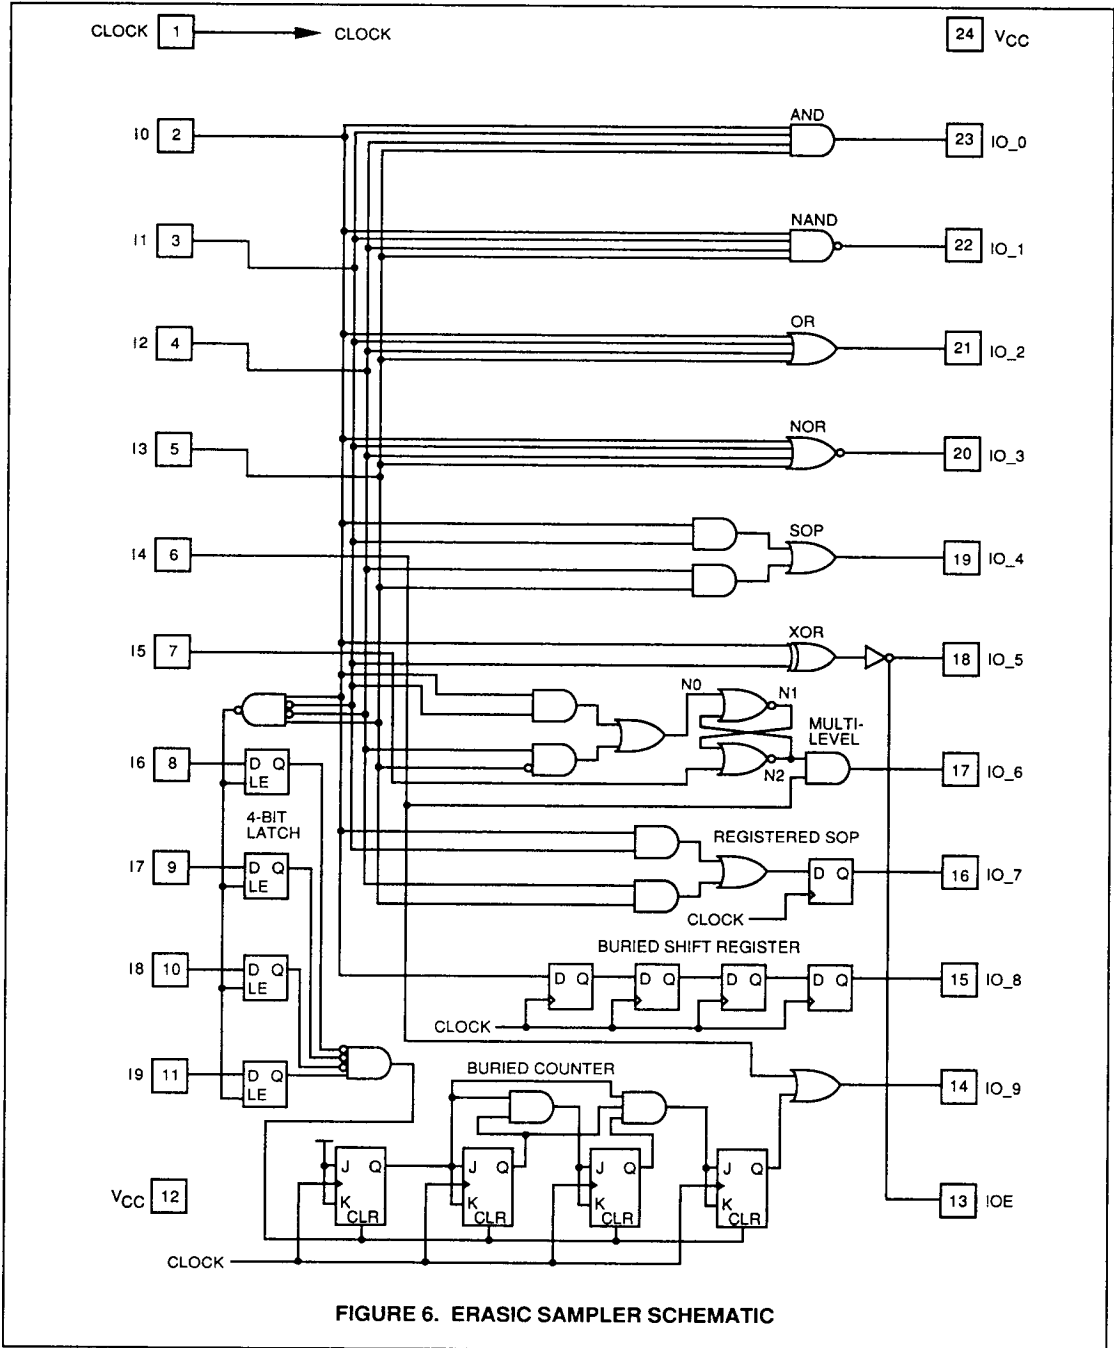 CLOCK 1 CLOCK 24 VCC
AND
I0 2 23 IO_0
NAND
I1 3 22 IO_1
OR
I2 4 21 IO_2
NOR
I3 5 20 IO_3
SOP
I4 6 19 IO_4
XOR
I5 7 18 IO_5
N0 N1
MULTI-
LEVEL
I6 8 D Q N2 17 IO_6
LE
4-BIT
LATCH
REGISTERED SOP
I7 9 D Q D Q 16 IO_7
LE
CLOCK
BURIED SHIFT REGISTER
I8 10 D Q D Q D Q D Q D Q 15 IO_8
LE
CLOCK
BURIED COUNTER
I9 11 D Q 14 IO_9
LE
J Q J Q J Q J Q
VCC 12 K K K K 13 IOE
CLR CLR CLR CLR
CLOCK
FIGURE 6. ERASIC SAMPLER SCHEMATIC